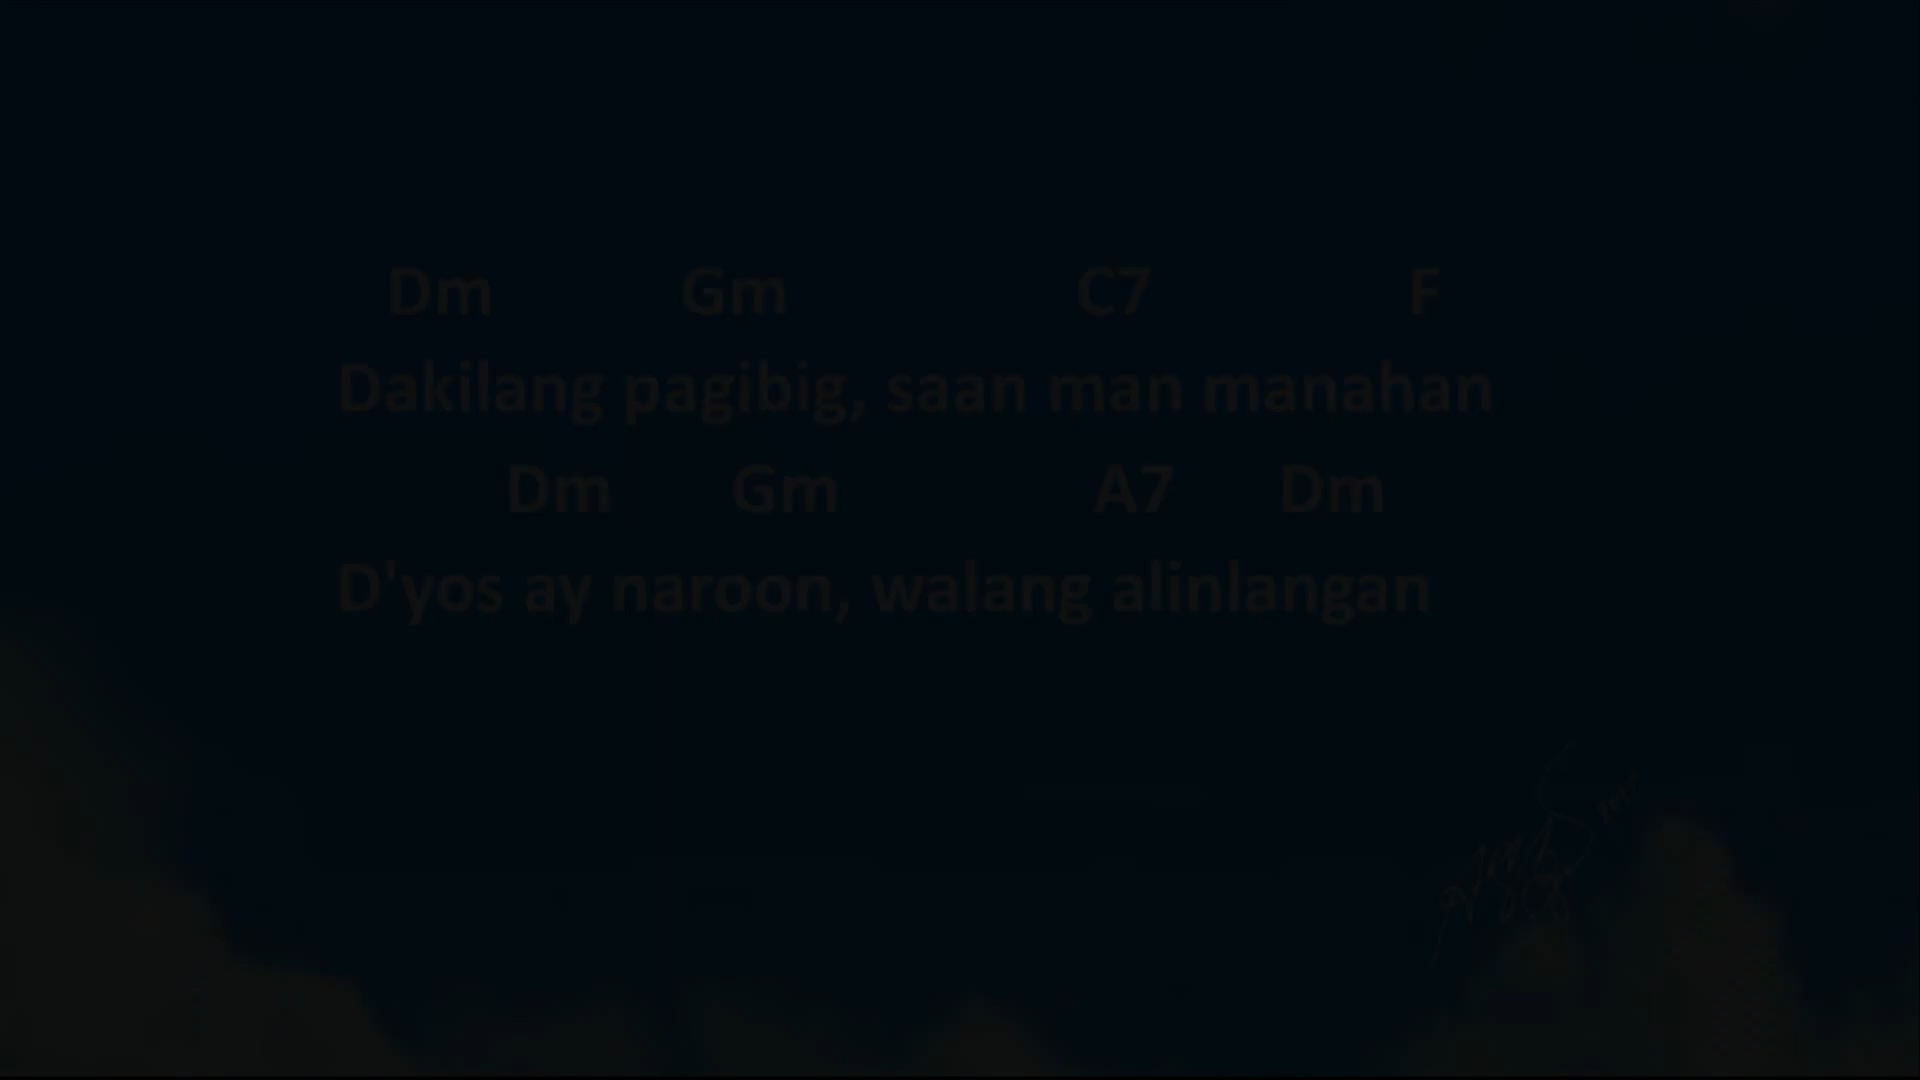 Dm Gm C7 F
Dakilang pagibig, saan man manahan
Dm Gm A7 Dm
D'yos ay naroon, walang alinlangan